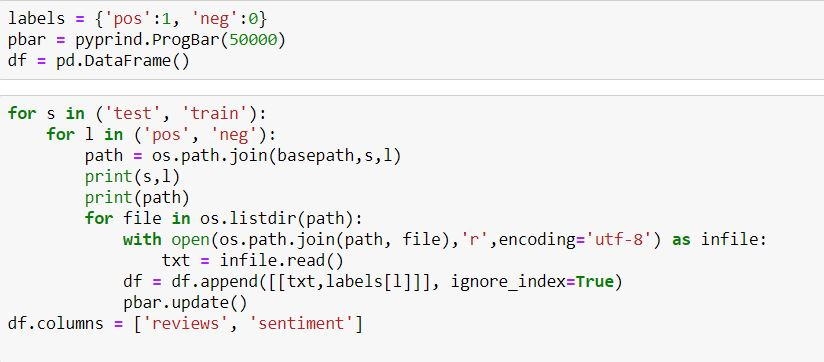 labels = {'pos':1, 'neg':0}
pbar = pyprind.ProgBar(50000)
df = pd.DataFrame()
for s in ('test', 'train'):
    for l in ('pos', 'neg'):
        path = os.path.join(basepath,s,l)
        print(s,l)
        print(path)
        for file in os.listdir(path):
            with open(os.path.join(path, file),'r',encoding='utf-8') as infile:
                txt = infile.read()
            df = df.append([[txt,labels[l]]], ignore_index=True)
            pbar.update()
df.columns = ['reviews', 'sentiment']